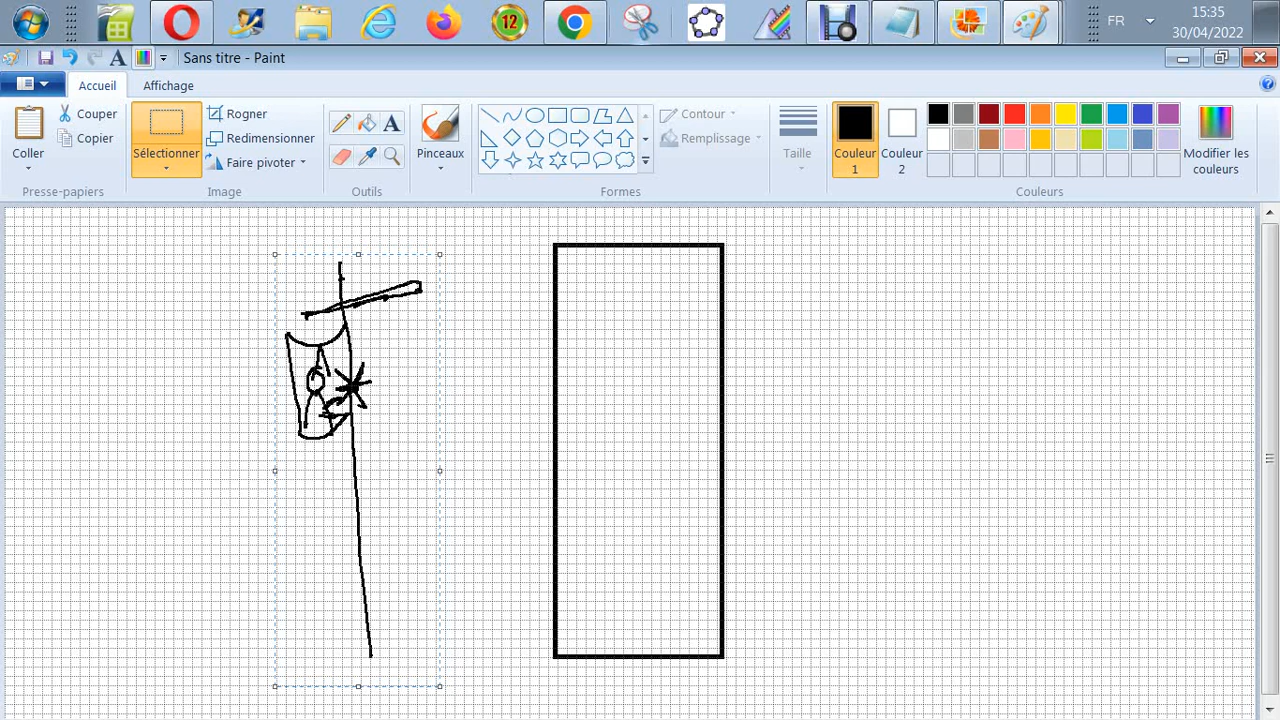 12
FR
15:35
30/04/2022
Sans titre - Paint
Accueil
Affichage
Coller
Couper
Copier
Presse-papiers
Sélectionner
Rogner
Redimensionner
Faire pivoter
Image
A
Outils
Pinceaux
Formes
Contour
Remplissage
Taille
Couleur
1
Couleur
2
Modifier les
couleurs
Couleurs